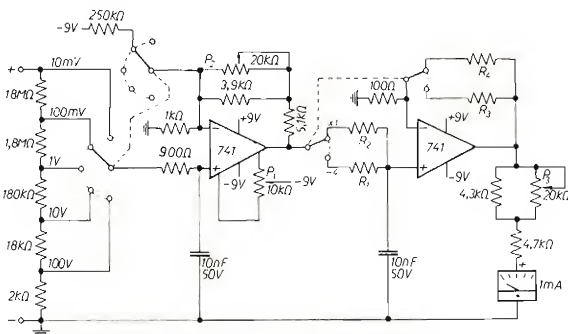 250kΩ
-9V
+
10mV
18MΩ
100mV
1,8MΩ
1V
180kΩ
10V
18kΩ
100V
2kΩ
-
P2
20kΩ
3,9kΩ
1kΩ
5,1kΩ
900Ω
+9V
-
741
+
-9V
P1
10kΩ
-9V
10nF
50V
x1
-4
R2
R1
100Ω
R4
R3
+9V
-
741
+
-9V
10nF
50V
4,3kΩ
P3
20kΩ
4,7kΩ
+
1mA